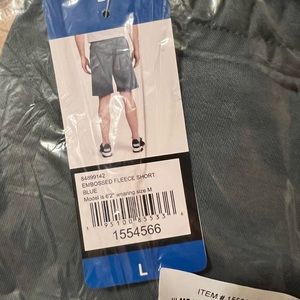 84899142
EMBOSSED FLEECE SHORT
BLUE
Model is 6'2" wearing size M
1554566
L
ITEM #